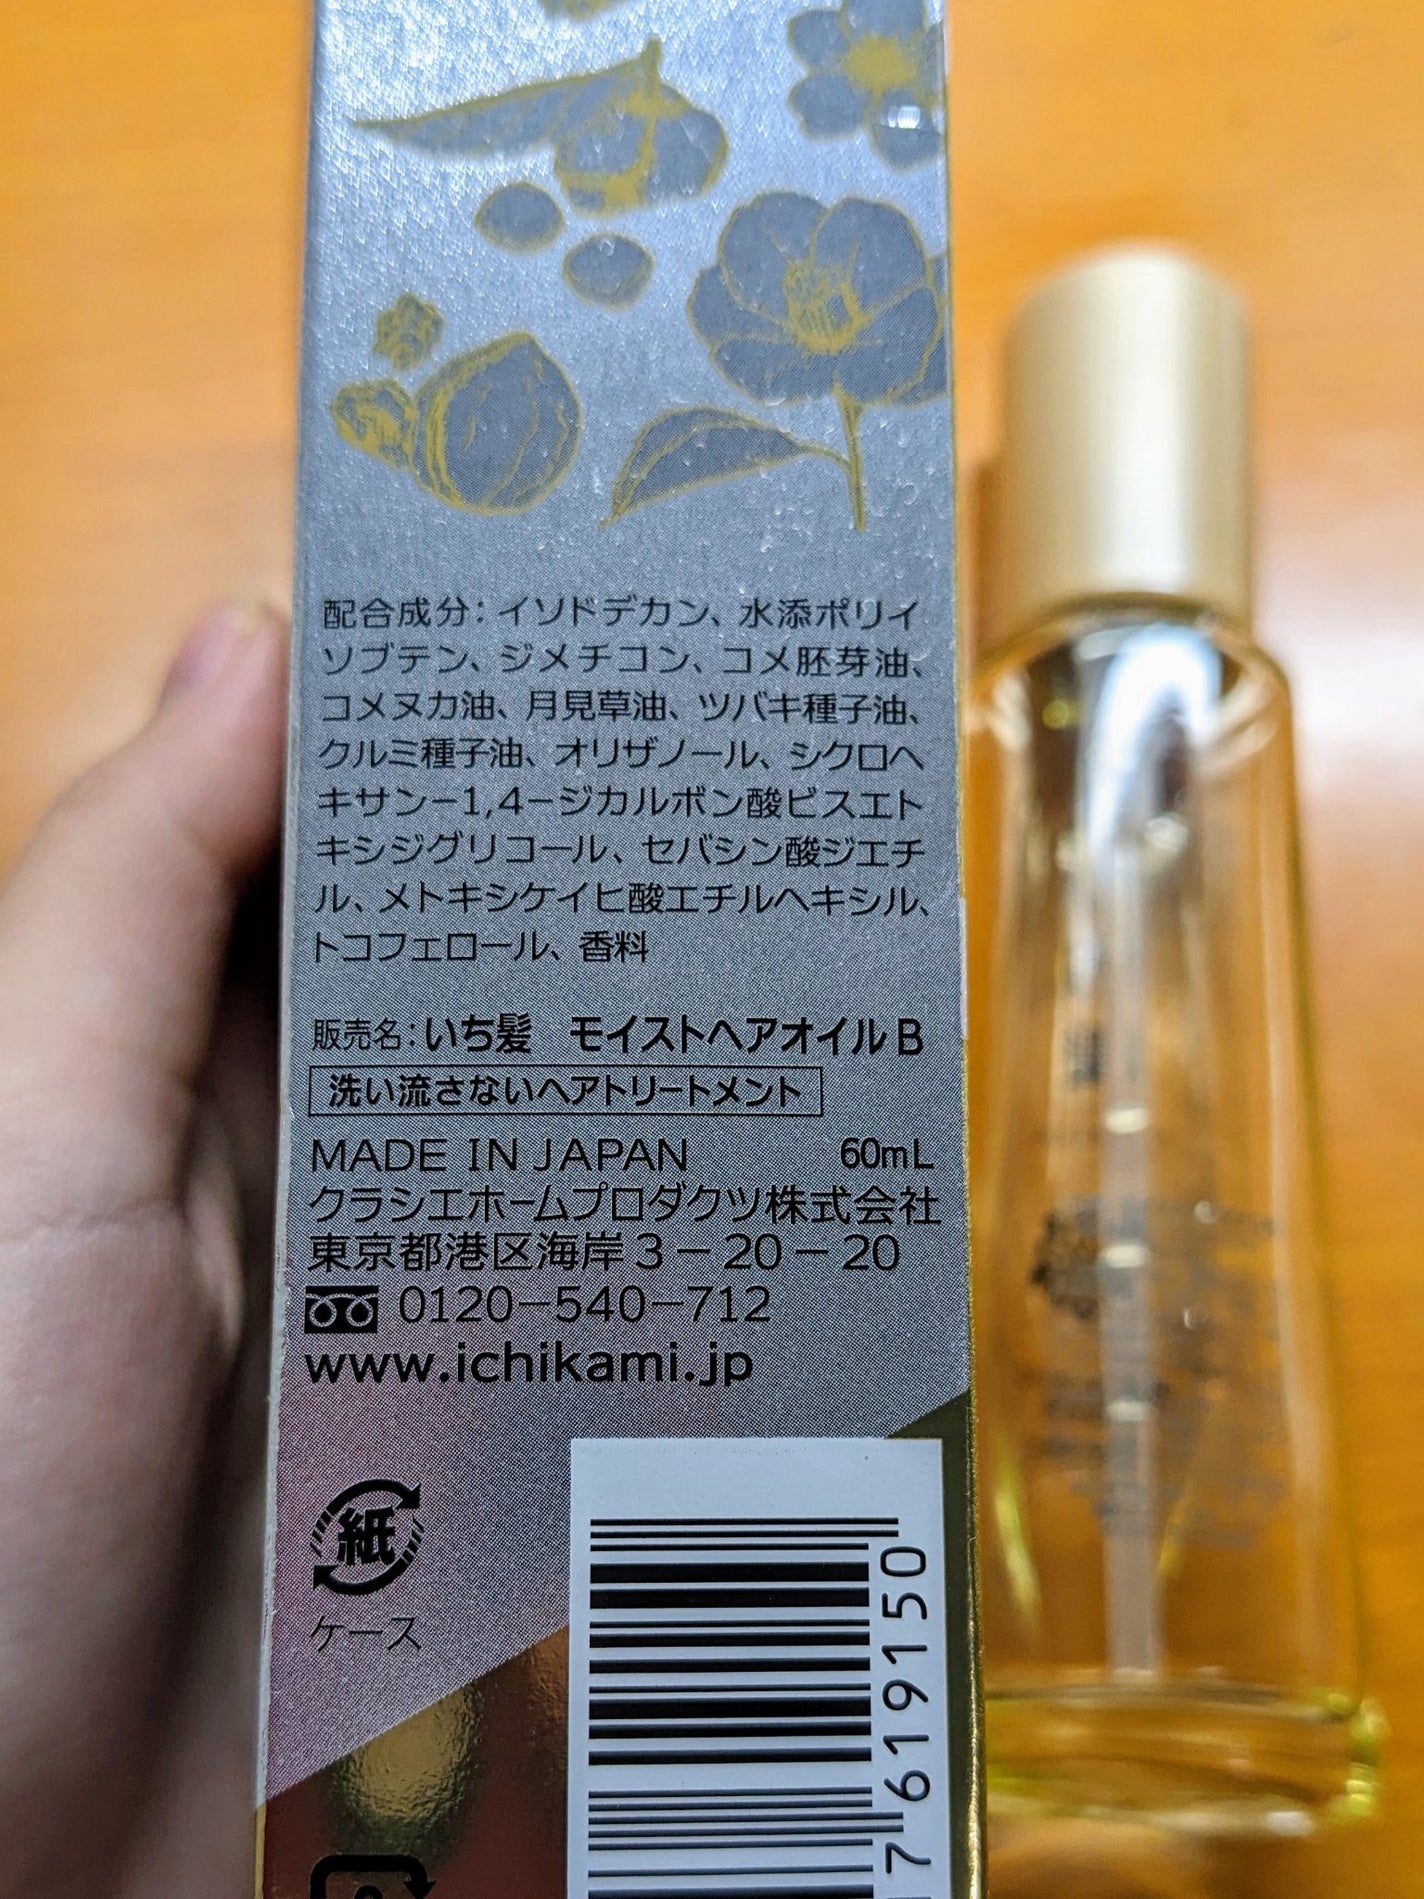 配合成分：イソドデカン、水添ポリイ
ソブテン、ジメチコン、コメ胚芽油、
コメヌカ油、月見草油、ツバキ種子油、
クルミ種子油、オリザノール、シクロヘ
キサン－1,4－ジカルボン酸ビスエト
キシジグリコール、セバシン酸ジエチ
ル、メトキシケイヒ酸エチルヘキシル、
トコフェロール、香料
販売名：いち髪　モイストヘアオイルB
洗い流さないヘアトリートメント
MADE IN JAPAN 60mL
クラシエホームプロダクツ株式会社
東京都港区海岸3－20－20
0120－540－712
www.ichikami.jp
紙
ケース
7619150